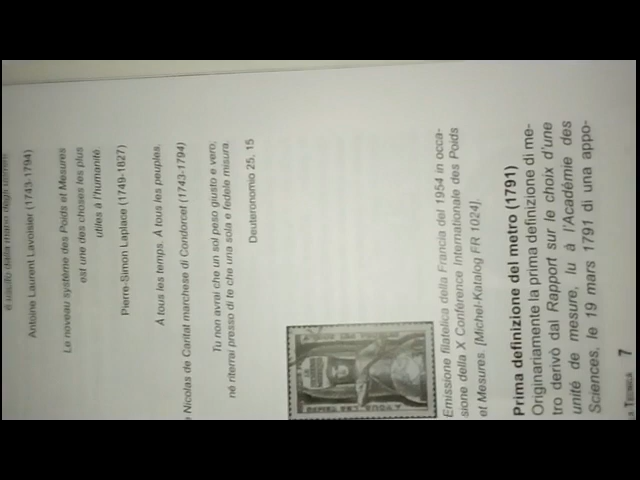 è uscito dalla mano degli uomini.
Antoine Laurent Lavoisier (1743-1794)
Le noveau système des Poids et Mesures
est une des choses les plus
utiles à l'humanité.
Pierre-Simon Laplace (1749-1827)
À tous les temps, À tous les peuples.
Nicolas de Caritat marchese di Condorcet (1743-1794)
Tu non avrai che un sol peso giusto e vero;
né riterrai presso di te che una sola e fedele misura.
Deuteronomio 25, 15
Emissione filatelica della Francia del 1954 in occa-
sione della X Conférence Internationale des Poids
et Mesures. [Michel-Katalog FR 1024].
Prima definizione del metro (1791)
Originariamente la prima definizione di me-
tro derivò dal Rapport sur le choix d'une
unité de mesure, lu à l'Académie des
Sciences, le 19 mars 1791 di una appo-
Tecnica 7